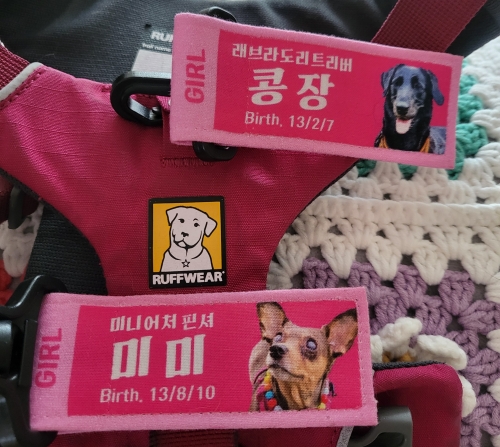 RUFF
GIRL
래브라도리트리버
콩장
Birth. 13/2/7
RUFFWEAR
GIRL
미니어처 핀셔
미미
Birth. 13/8/10